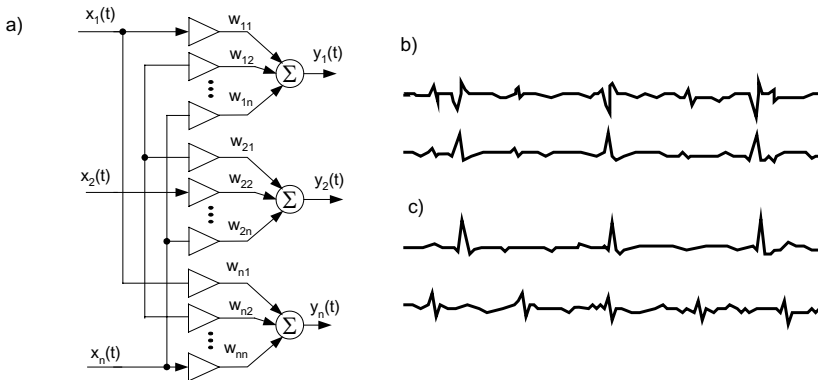 a)
x1(t)
w11
y1(t)
w12
w1n
Σ
w21
x2(t)
w22
y2(t)
w2n
Σ
wn1
wn2
yn(t)
xn(t)
wnn
Σ
b)
c)